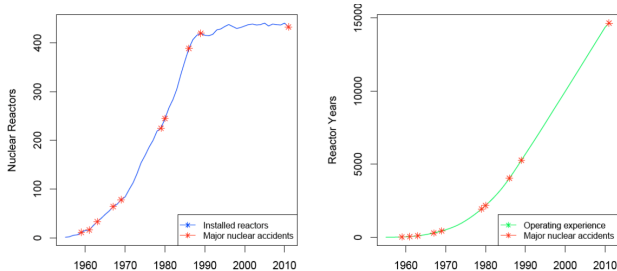 Nuclear Reactors
400
300
200
100
0
1960 1970 1980 1990 2000 2010
Installed reactors
Major nuclear accidents
Reactor Years
15000
10000
5000
0
1960 1970 1980 1990 2000 2010
Operating experience
Major nuclear accidents